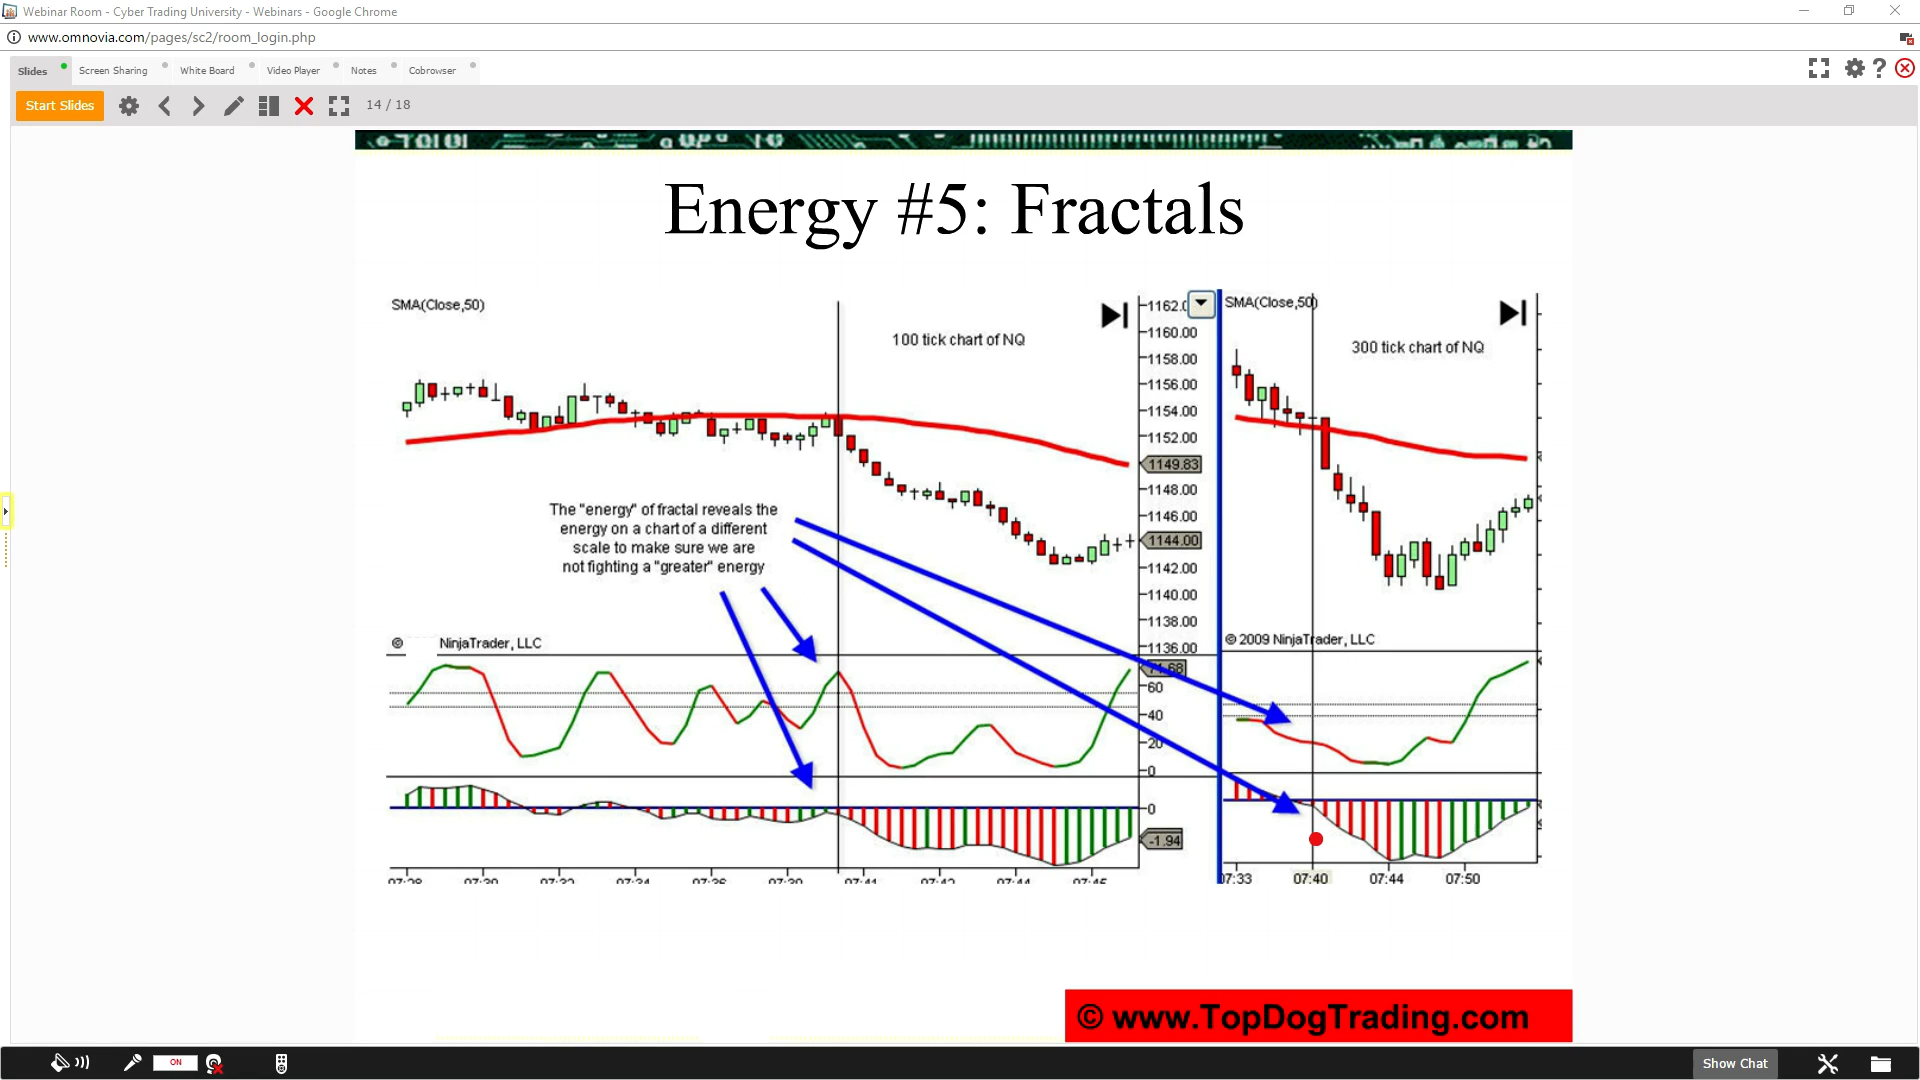 Webinar Room - Cyber Trading University - Webinars - Google Chrome
www.omnovia.com/pages/sc2/room_login.php
Slides
Screen Sharing
White Board
Video Player
Notes
Cobrowser
Start Slides
14 / 18
Energy #5: Fractals
SMA(Close,50)
100 tick chart of NQ
1160.00
1158.00
1156.00
1154.00
1152.00
1149.83
1148.00
1146.00
1144.00
1142.00
1140.00
1138.00
1136.00
The "energy" of fractal reveals the
energy on a chart of a different
scale to make sure we are
not fighting a "greater" energy
© NinjaTrader, LLC
60
40
20
0
0
-1.94
SMA(Close,50)
300 tick chart of NQ
© 2009 NinjaTrader, LLC
07:40
07:44
07:50
© www.TopDogTrading.com
ON
Show Chat